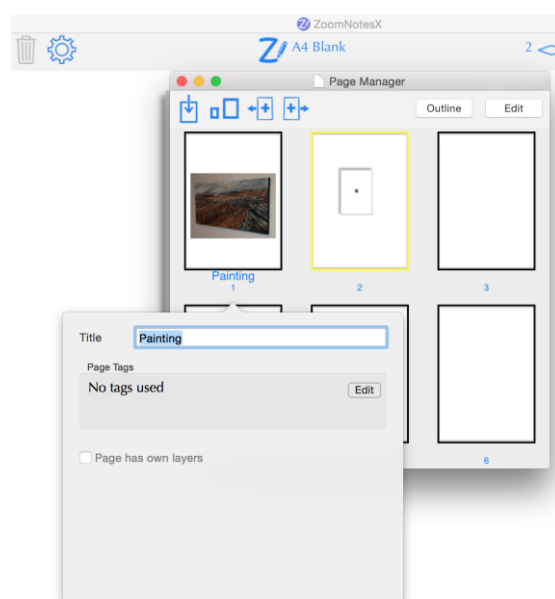 ZoomNotesX
A4 Blank
2
Page Manager
Outline
Edit
Painting
1
2
3
Title
Painting
Page Tags
No tags used
Edit
Page has own layers
6